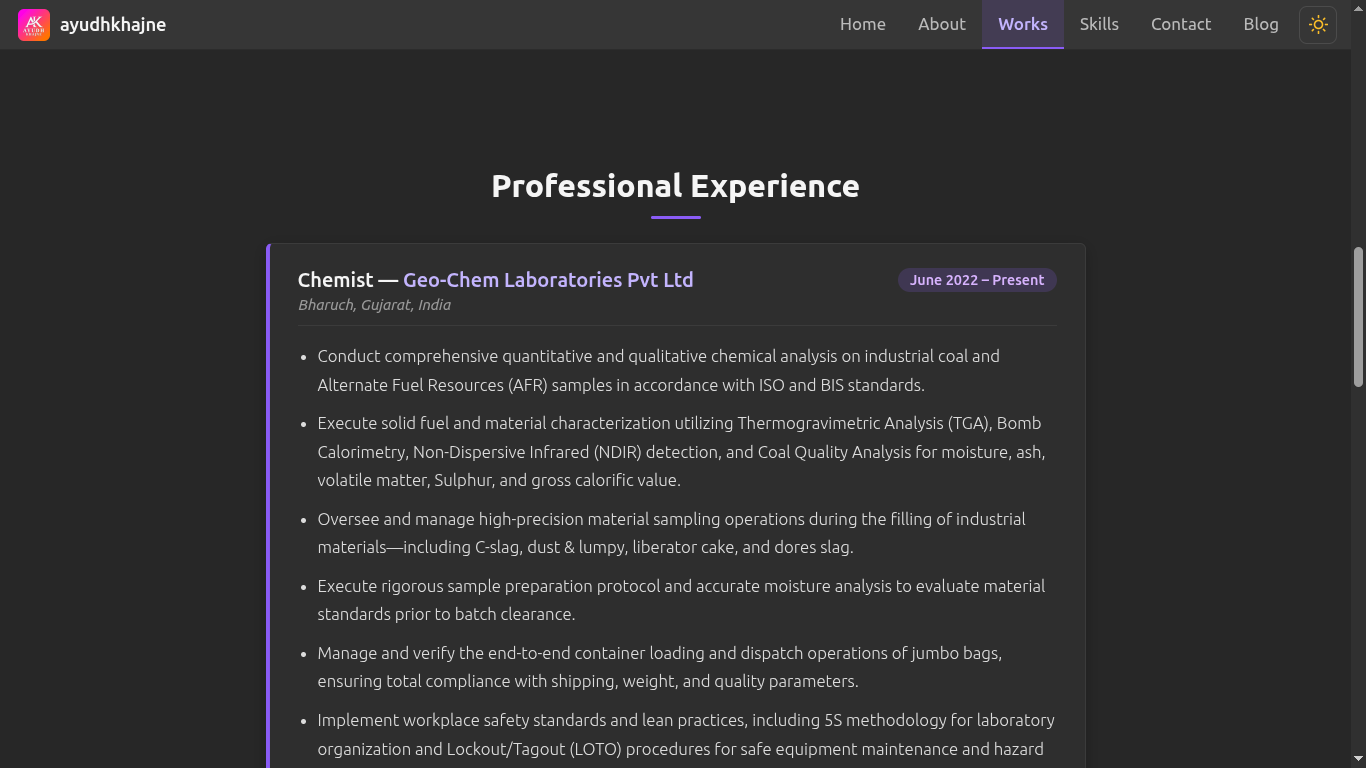 AK
AYUDH
ayudhkhajne
Home
About
Works
Skills
Contact
Blog
Professional Experience
Chemist — Geo-Chem Laboratories Pvt Ltd
June 2022 – Present
Bharuch, Gujarat, India
• Conduct comprehensive quantitative and qualitative chemical analysis on industrial coal and
Alternate Fuel Resources (AFR) samples in accordance with ISO and BIS standards.
• Execute solid fuel and material characterization utilizing Thermogravimetric Analysis (TGA), Bomb
Calorimetry, Non-Dispersive Infrared (NDIR) detection, and Coal Quality Analysis for moisture, ash,
volatile matter, Sulphur, and gross calorific value.
• Oversee and manage high-precision material sampling operations during the filling of industrial
materials—including C-slag, dust & lumpy, liberator cake, and dores slag.
• Execute rigorous sample preparation protocol and accurate moisture analysis to evaluate material
standards prior to batch clearance.
• Manage and verify the end-to-end container loading and dispatch operations of jumbo bags,
ensuring total compliance with shipping, weight, and quality parameters.
• Implement workplace safety standards and lean practices, including 5S methodology for laboratory
organization and Lockout/Tagout (LOTO) procedures for safe equipment maintenance and hazard